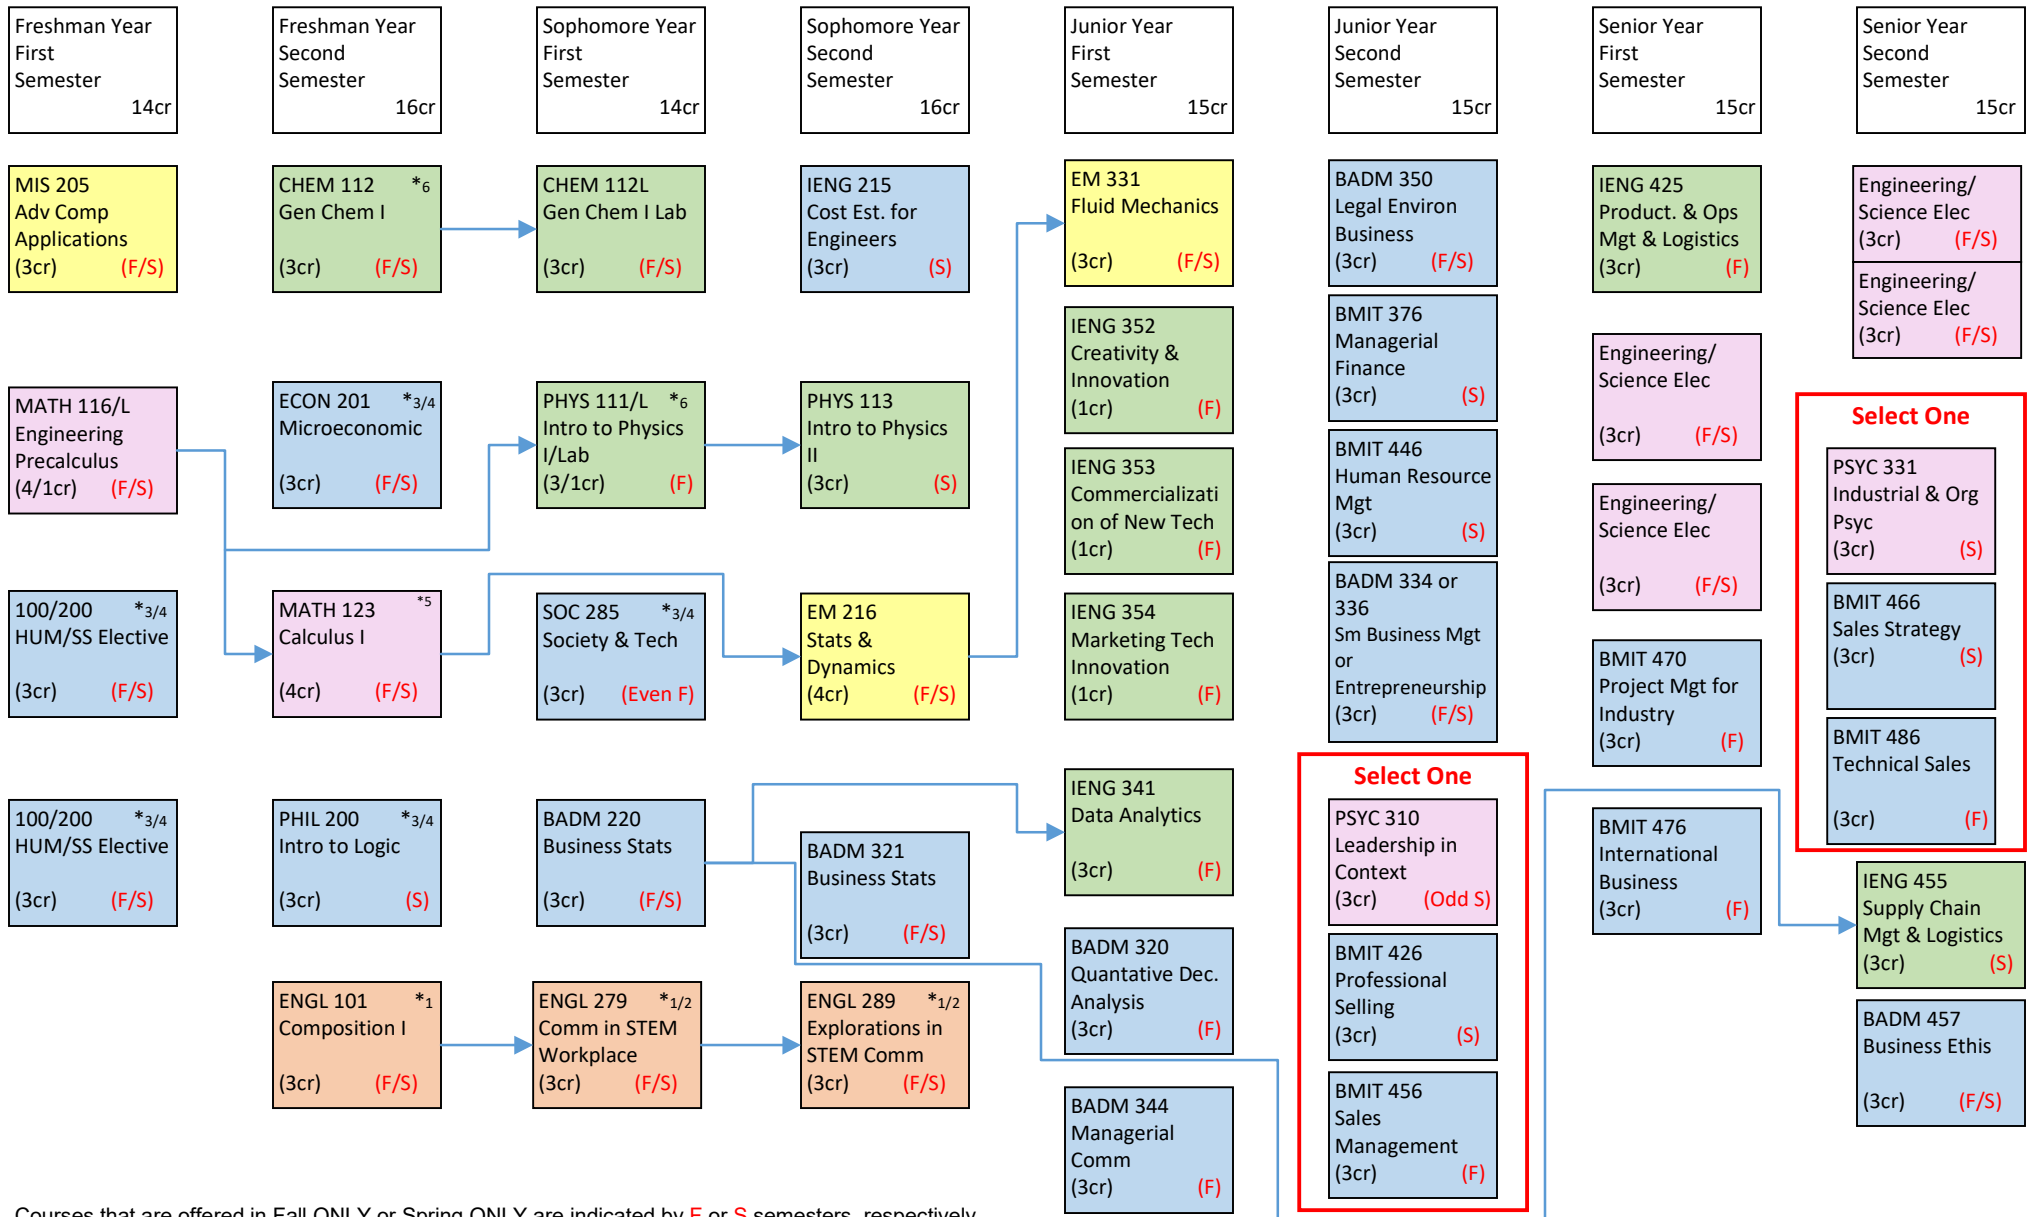 Freshman Year
First
Semester
14cr
Freshman Year
Second
Semester
16cr
Sophomore Year
First
Semester
14cr
Sophomore Year
Second
Semester
16cr
Junior Year
First
Semester
15cr
Junior Year
Second
Semester
15cr
Senior Year
First
Semester
15cr
Senior Year
Second
Semester
15cr
MIS 205
Adv Comp
Applications
(3cr) (F/S)
MATH 116/L
Engineering
Precalculus
(4/1cr) (F/S)
100/200 *3/4
HUM/SS Elective
(3cr) (F/S)
100/200 *3/4
HUM/SS Elective
(3cr) (F/S)
CHEM 112 *6
Gen Chem I
(3cr) (F/S)
ECON 201 *3/4
Microeconomic
(3cr) (F/S)
MATH 123 *5
Calculus I
(4cr) (F/S)
PHIL 200 *3/4
Intro to Logic
(3cr) (S)
ENGL 101 *1
Composition I
(3cr) (F/S)
CHEM 112L
Gen Chem I Lab
(3cr) (F/S)
PHYS 111/L *6
Intro to Physics
I/Lab
(3/1cr) (F)
SOC 285 *3/4
Society & Tech
(3cr) (Even F)
BADM 220
Business Stats
(3cr) (F/S)
ENGL 279 *1/2
Comm in STEM
Workplace
(3cr) (F/S)
IENG 215
Cost Est. for
Engineers
(3cr) (S)
PHYS 113
Intro to Physics
II
(3cr) (S)
EM 216
Stats &
Dynamics
(4cr) (F/S)
BADM 321
Business Stats
(3cr) (F/S)
ENGL 289 *1/2
Explorations in
STEM Comm
(3cr) (F/S)
EM 331
Fluid Mechanics
(3cr) (F/S)
IENG 352
Creativity &
Innovation
(1cr) (F)
IENG 353
Commercializati
on of New Tech
(1cr) (F)
IENG 354
Marketing Tech
Innovation
(1cr) (F)
IENG 341
Data Analytics
(3cr) (F)
BADM 320
Quantative Dec.
Analysis
(3cr) (F)
BADM 344
Managerial
Comm
(3cr) (F)
BADM 350
Legal Environ
Business
(3cr) (F/S)
BMIT 376
Managerial
Finance
(3cr) (S)
BMIT 446
Human Resource
Mgt
(3cr) (S)
BADM 334 or
336
Sm Business Mgt
or
Entrepreneurship
(3cr) (F/S)
Select One
PSYC 310
Leadership in
Context
(3cr) (Odd S)
BMIT 426
Professional
Selling
(3cr) (S)
BMIT 456
Sales
Management
(3cr) (F)
IENG 425
Product. & Ops
Mgt & Logistics
(3cr) (F)
Engineering/
Science Elec
(3cr) (F/S)
Engineering/
Science Elec
(3cr) (F/S)
BMIT 470
Project Mgt for
Industry
(3cr) (F)
BMIT 476
International
Business
(3cr) (F)
Engineering/
Science Elec
(3cr) (F/S)
Engineering/
Science Elec
(3cr) (F/S)
Select One
PSYC 331
Industrial & Org
Psyc
(3cr) (S)
BMIT 466
Sales Strategy
(3cr) (S)
BMIT 486
Technical Sales
(3cr) (F)
IENG 455
Supply Chain
Mgt & Logistics
(3cr) (S)
BADM 457
Business Ethis
(3cr) (F/S)
Courses that are offered in Fall ONLY or Spring ONLY are indicated by F or S semesters, respectively